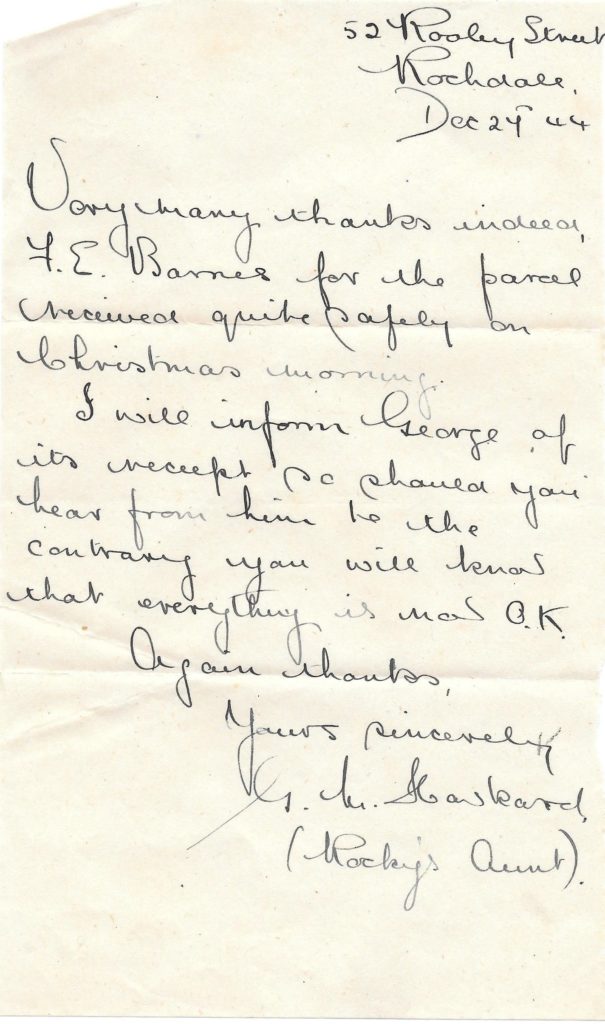 52 Rooley Street
Rochdale.
Dec 29 44
Very many thanks indeed,
F. E. Barnes for the parcel
received quite safely on
Christmas morning.
I will inform George of
its receipt so should you
hear from him to the
contrary you will know
that everything is now O.K.
Again thanks,
Yours sincerely
G. M.
(Rocky's Aunt).